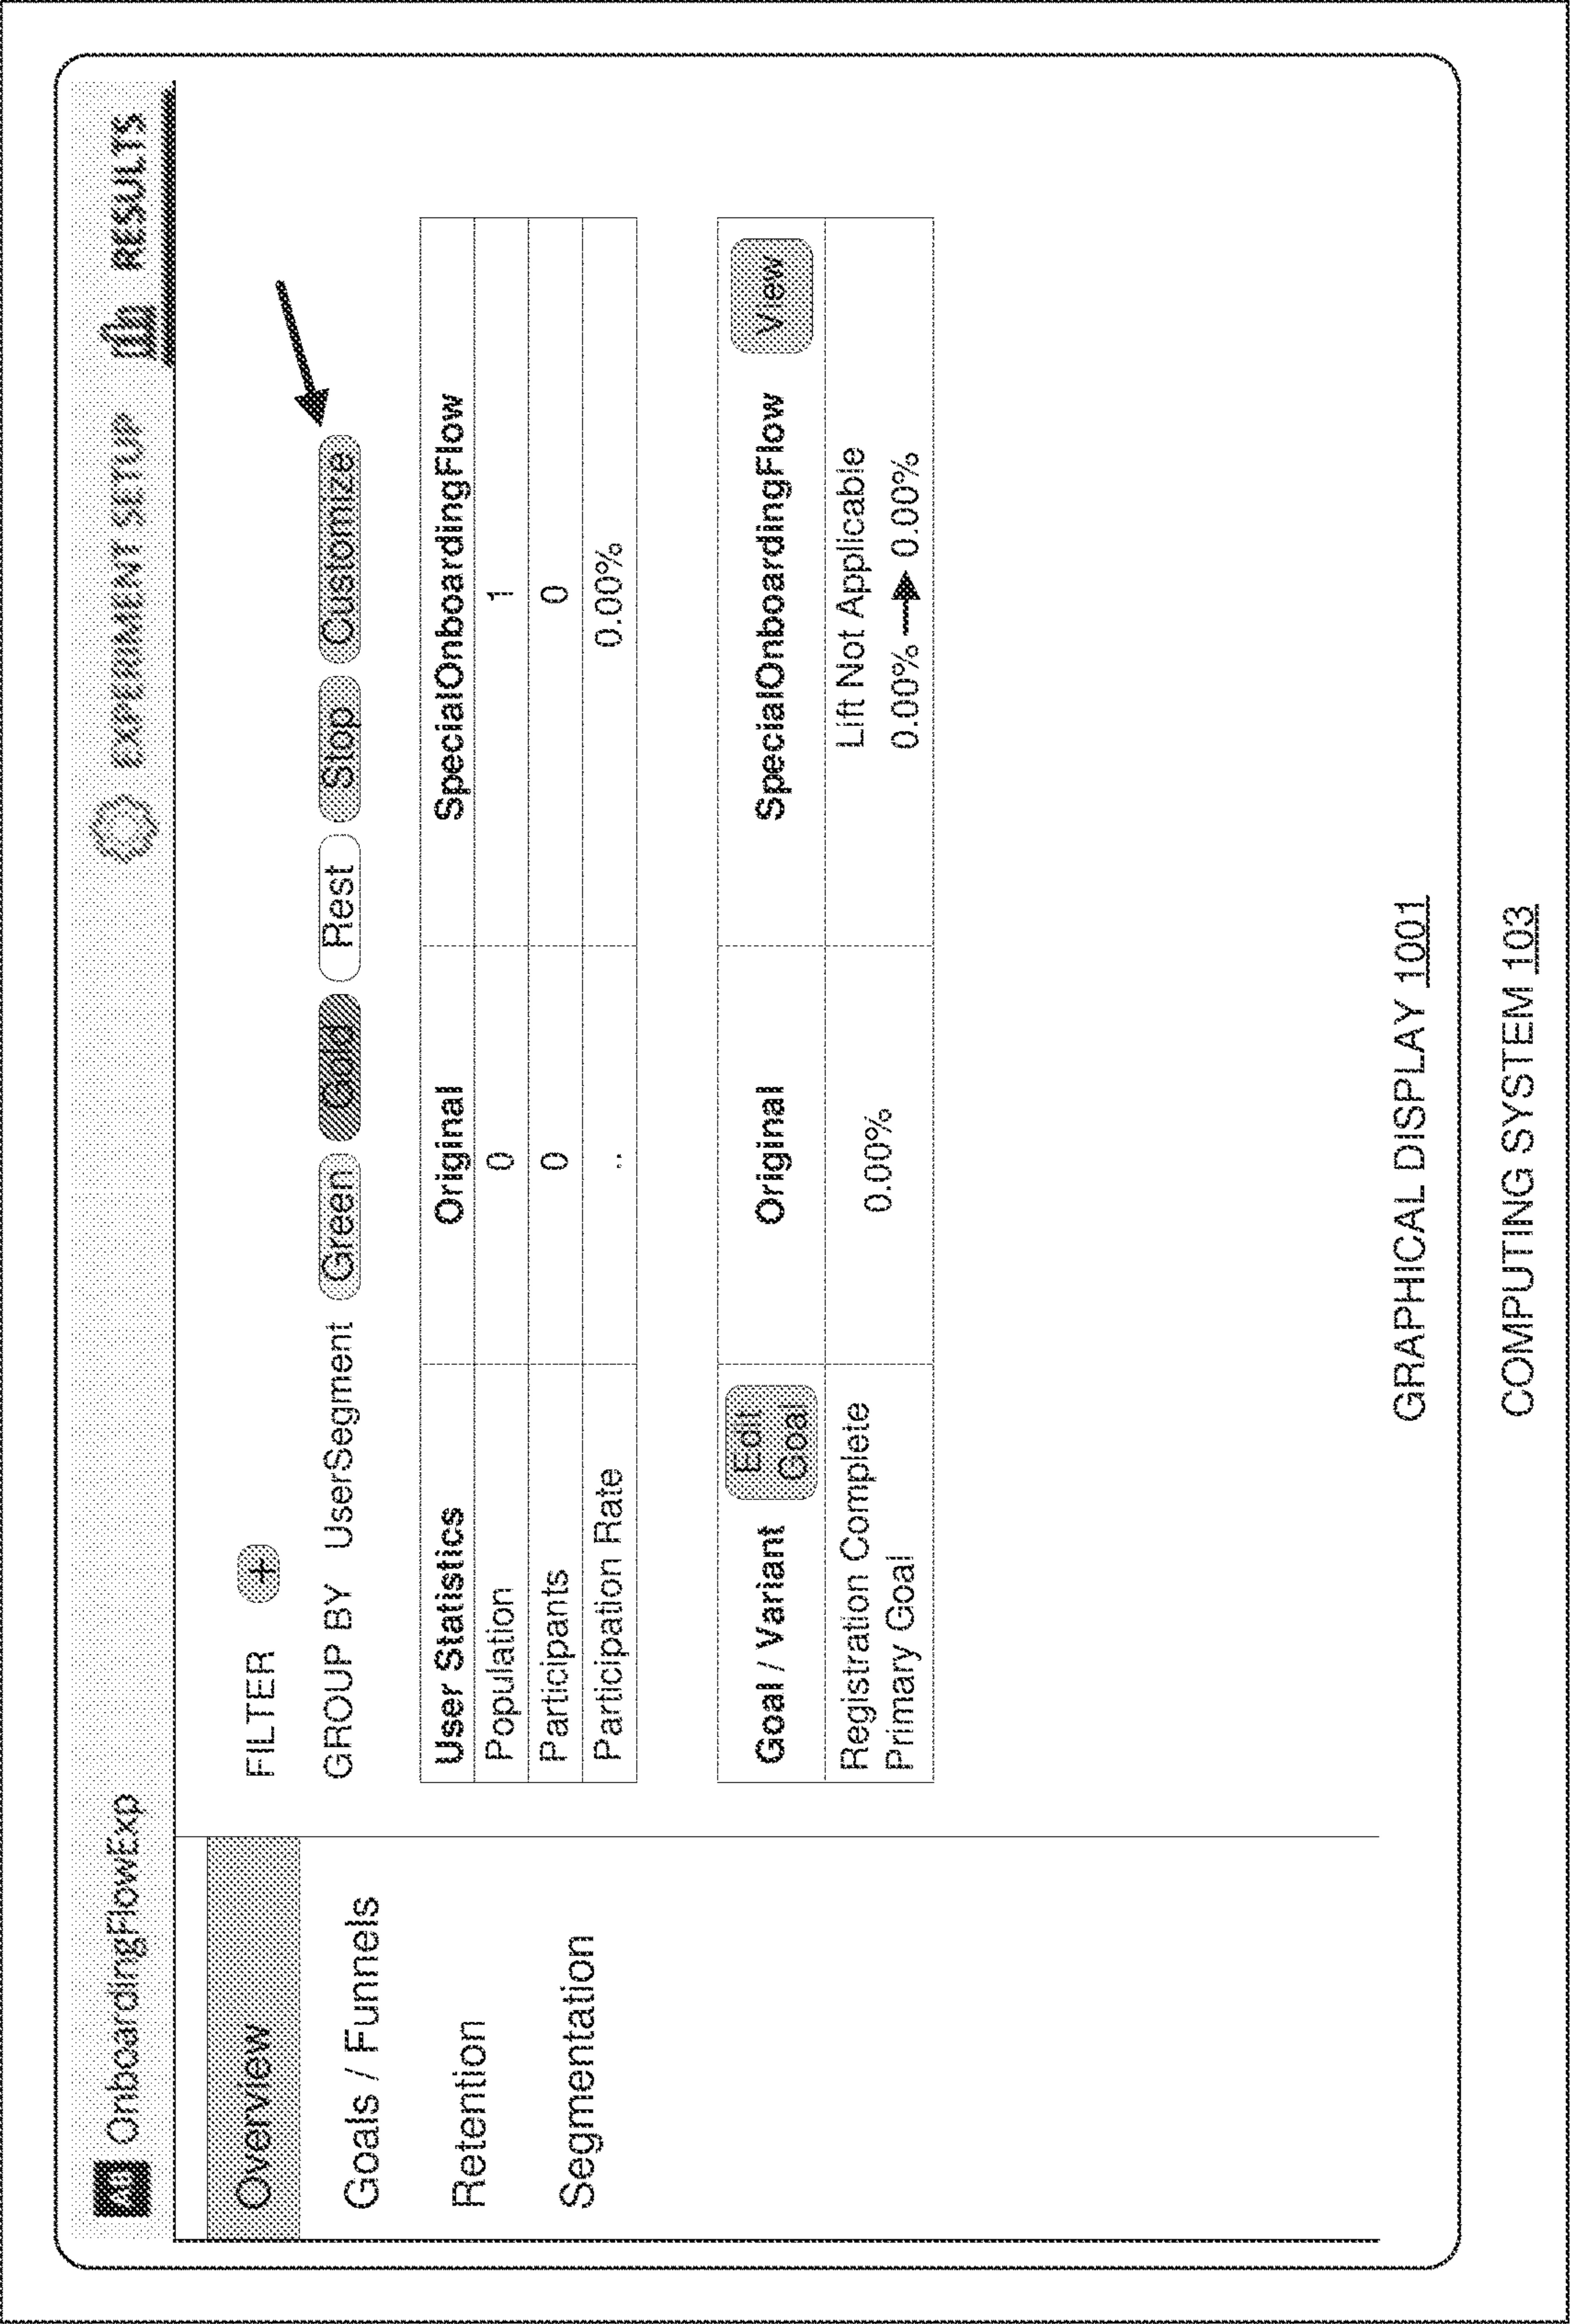 OnboardingFlowExp
EXPERIMENT SETUP
RESULTS
Overview
Goals / Funnels
Retention
Segmentation
FILTER +
GROUP BY UserSegment Green Gold Rest Stop Customize
User Statistics Original SpecialOnboardingFlow
Population 0 1
Participants 0 0
Participation Rate .. 0.00%
Goal / Variant Edit Goal Original SpecialOnboardingFlow View
Registration Complete Lift Not Applicable
Primary Goal 0.00% 0.00% → 0.00%
GRAPHICAL DISPLAY 1001
COMPUTING SYSTEM 103